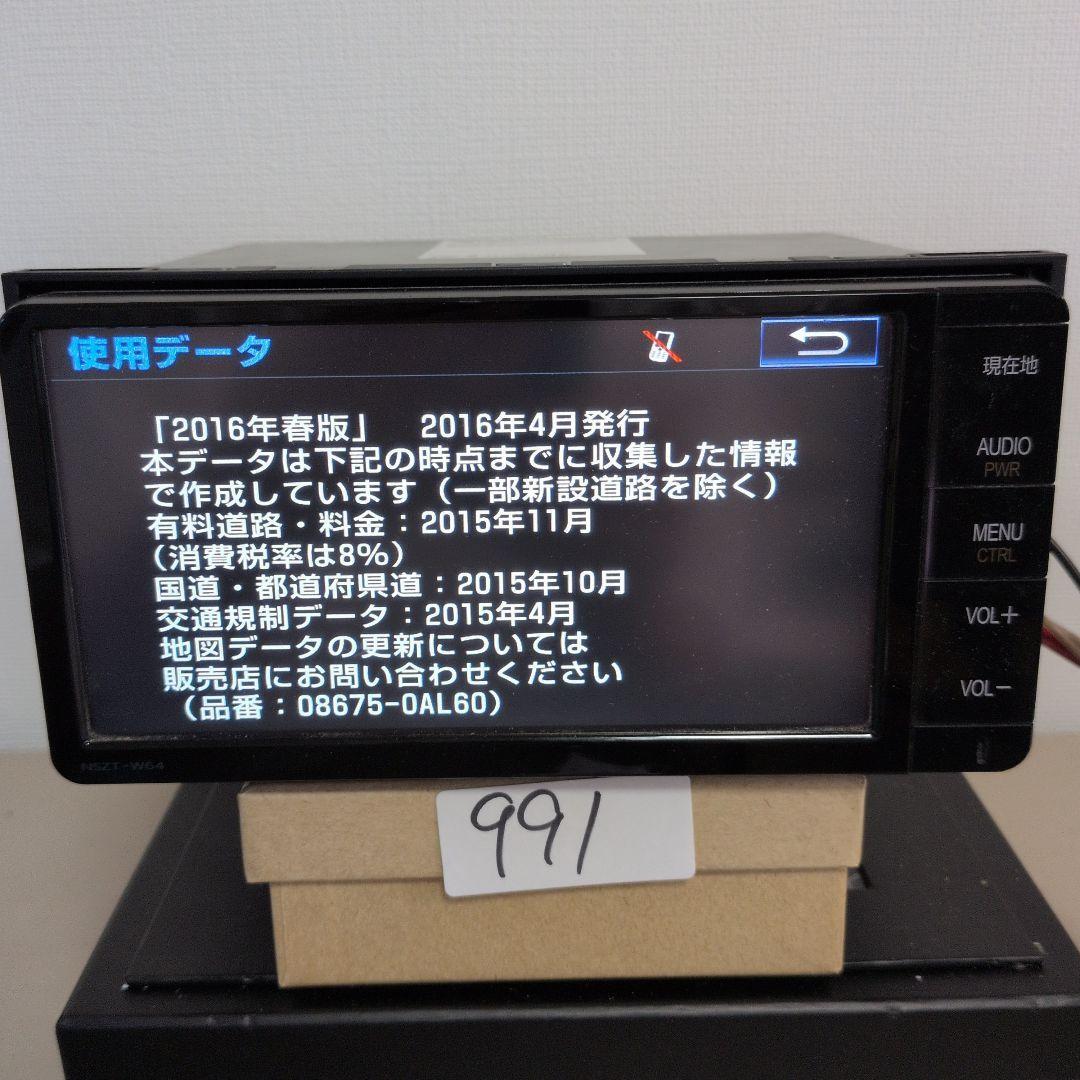 使用データ
「2016年春版」 2016年4月発行
本データは下記の時点までに収集した情報
で作成しています（一部新設道路を除く）
有料道路・料金：2015年11月
（消費税率は8%）
国道・都道府県道：2015年10月
交通規制データ：2015年4月
地図データの更新については
販売店にお問い合わせください
（品番：08675-0AL60）
現在地
AUDIO
PWR
MENU
CTRL
VOL＋
VOL－
NSZT-W64
991